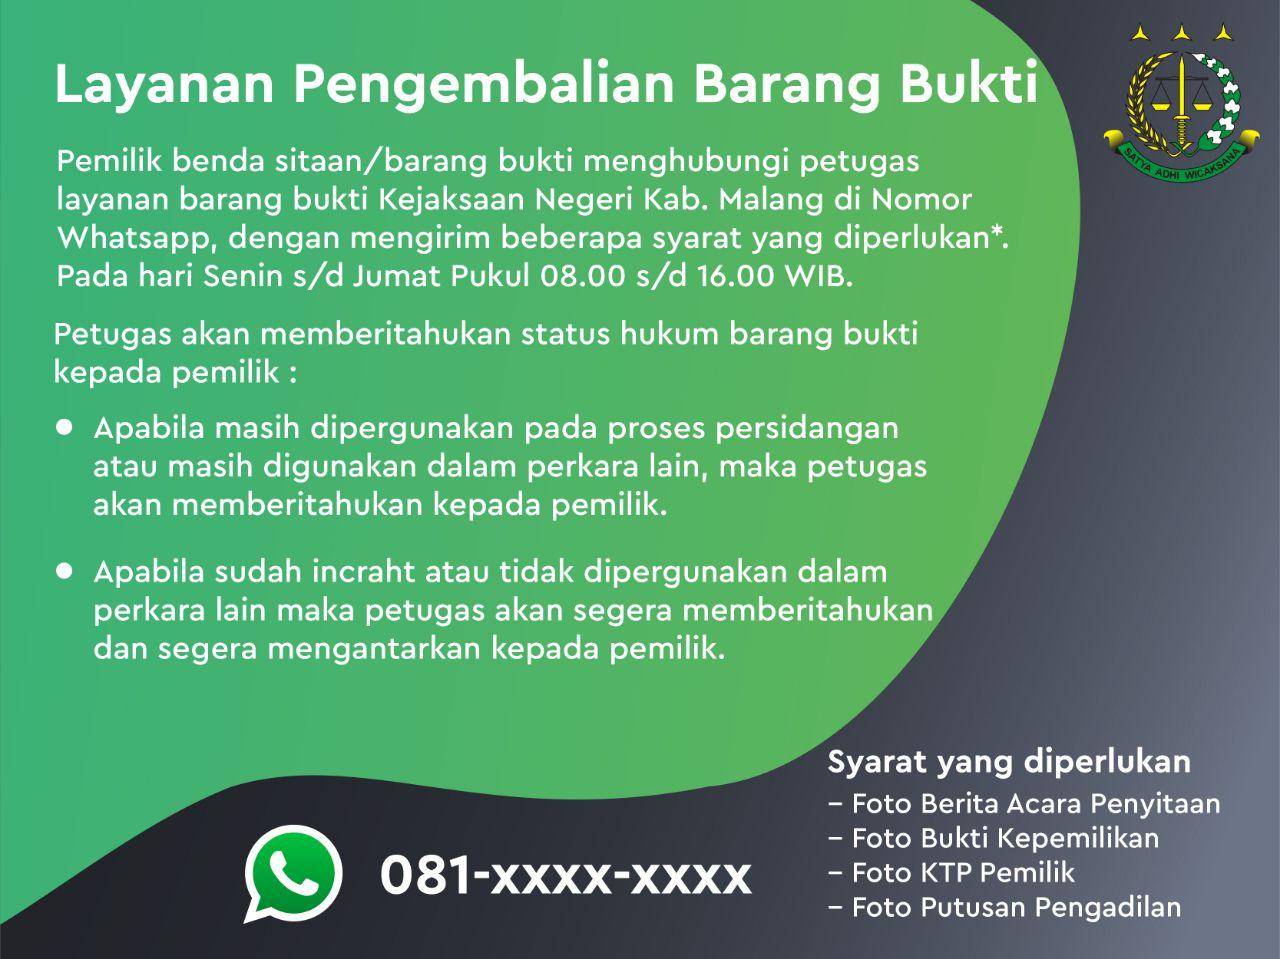 Layanan Pengembalian Barang Bukti
SATYA ADHI WICAKSANA
Pemilik benda sitaan/barang bukti menghubungi petugas
layanan barang bukti Kejaksaan Negeri Kab. Malang di Nomor
Whatsapp, dengan mengirim beberapa syarat yang diperlukan*.
Pada hari Senin s/d Jumat Pukul 08.00 s/d 16.00 WIB.
Petugas akan memberitahukan status hukum barang bukti
kepada pemilik :
• Apabila masih dipergunakan pada proses persidangan
atau masih digunakan dalam perkara lain, maka petugas
akan memberitahukan kepada pemilik.
• Apabila sudah incraht atau tidak dipergunakan dalam
perkara lain maka petugas akan segera memberitahukan
dan segera mengantarkan kepada pemilik.
081-xxxx-xxxx
Syarat yang diperlukan
– Foto Berita Acara Penyitaan
– Foto Bukti Kepemilikan
– Foto KTP Pemilik
– Foto Putusan Pengadilan